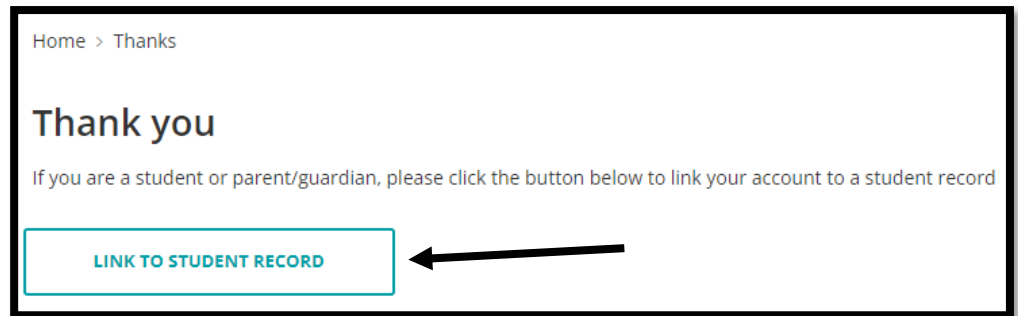 Home > Thanks
Thank you
If you are a student or parent/guardian, please click the button below to link your account to a student record
LINK TO STUDENT RECORD